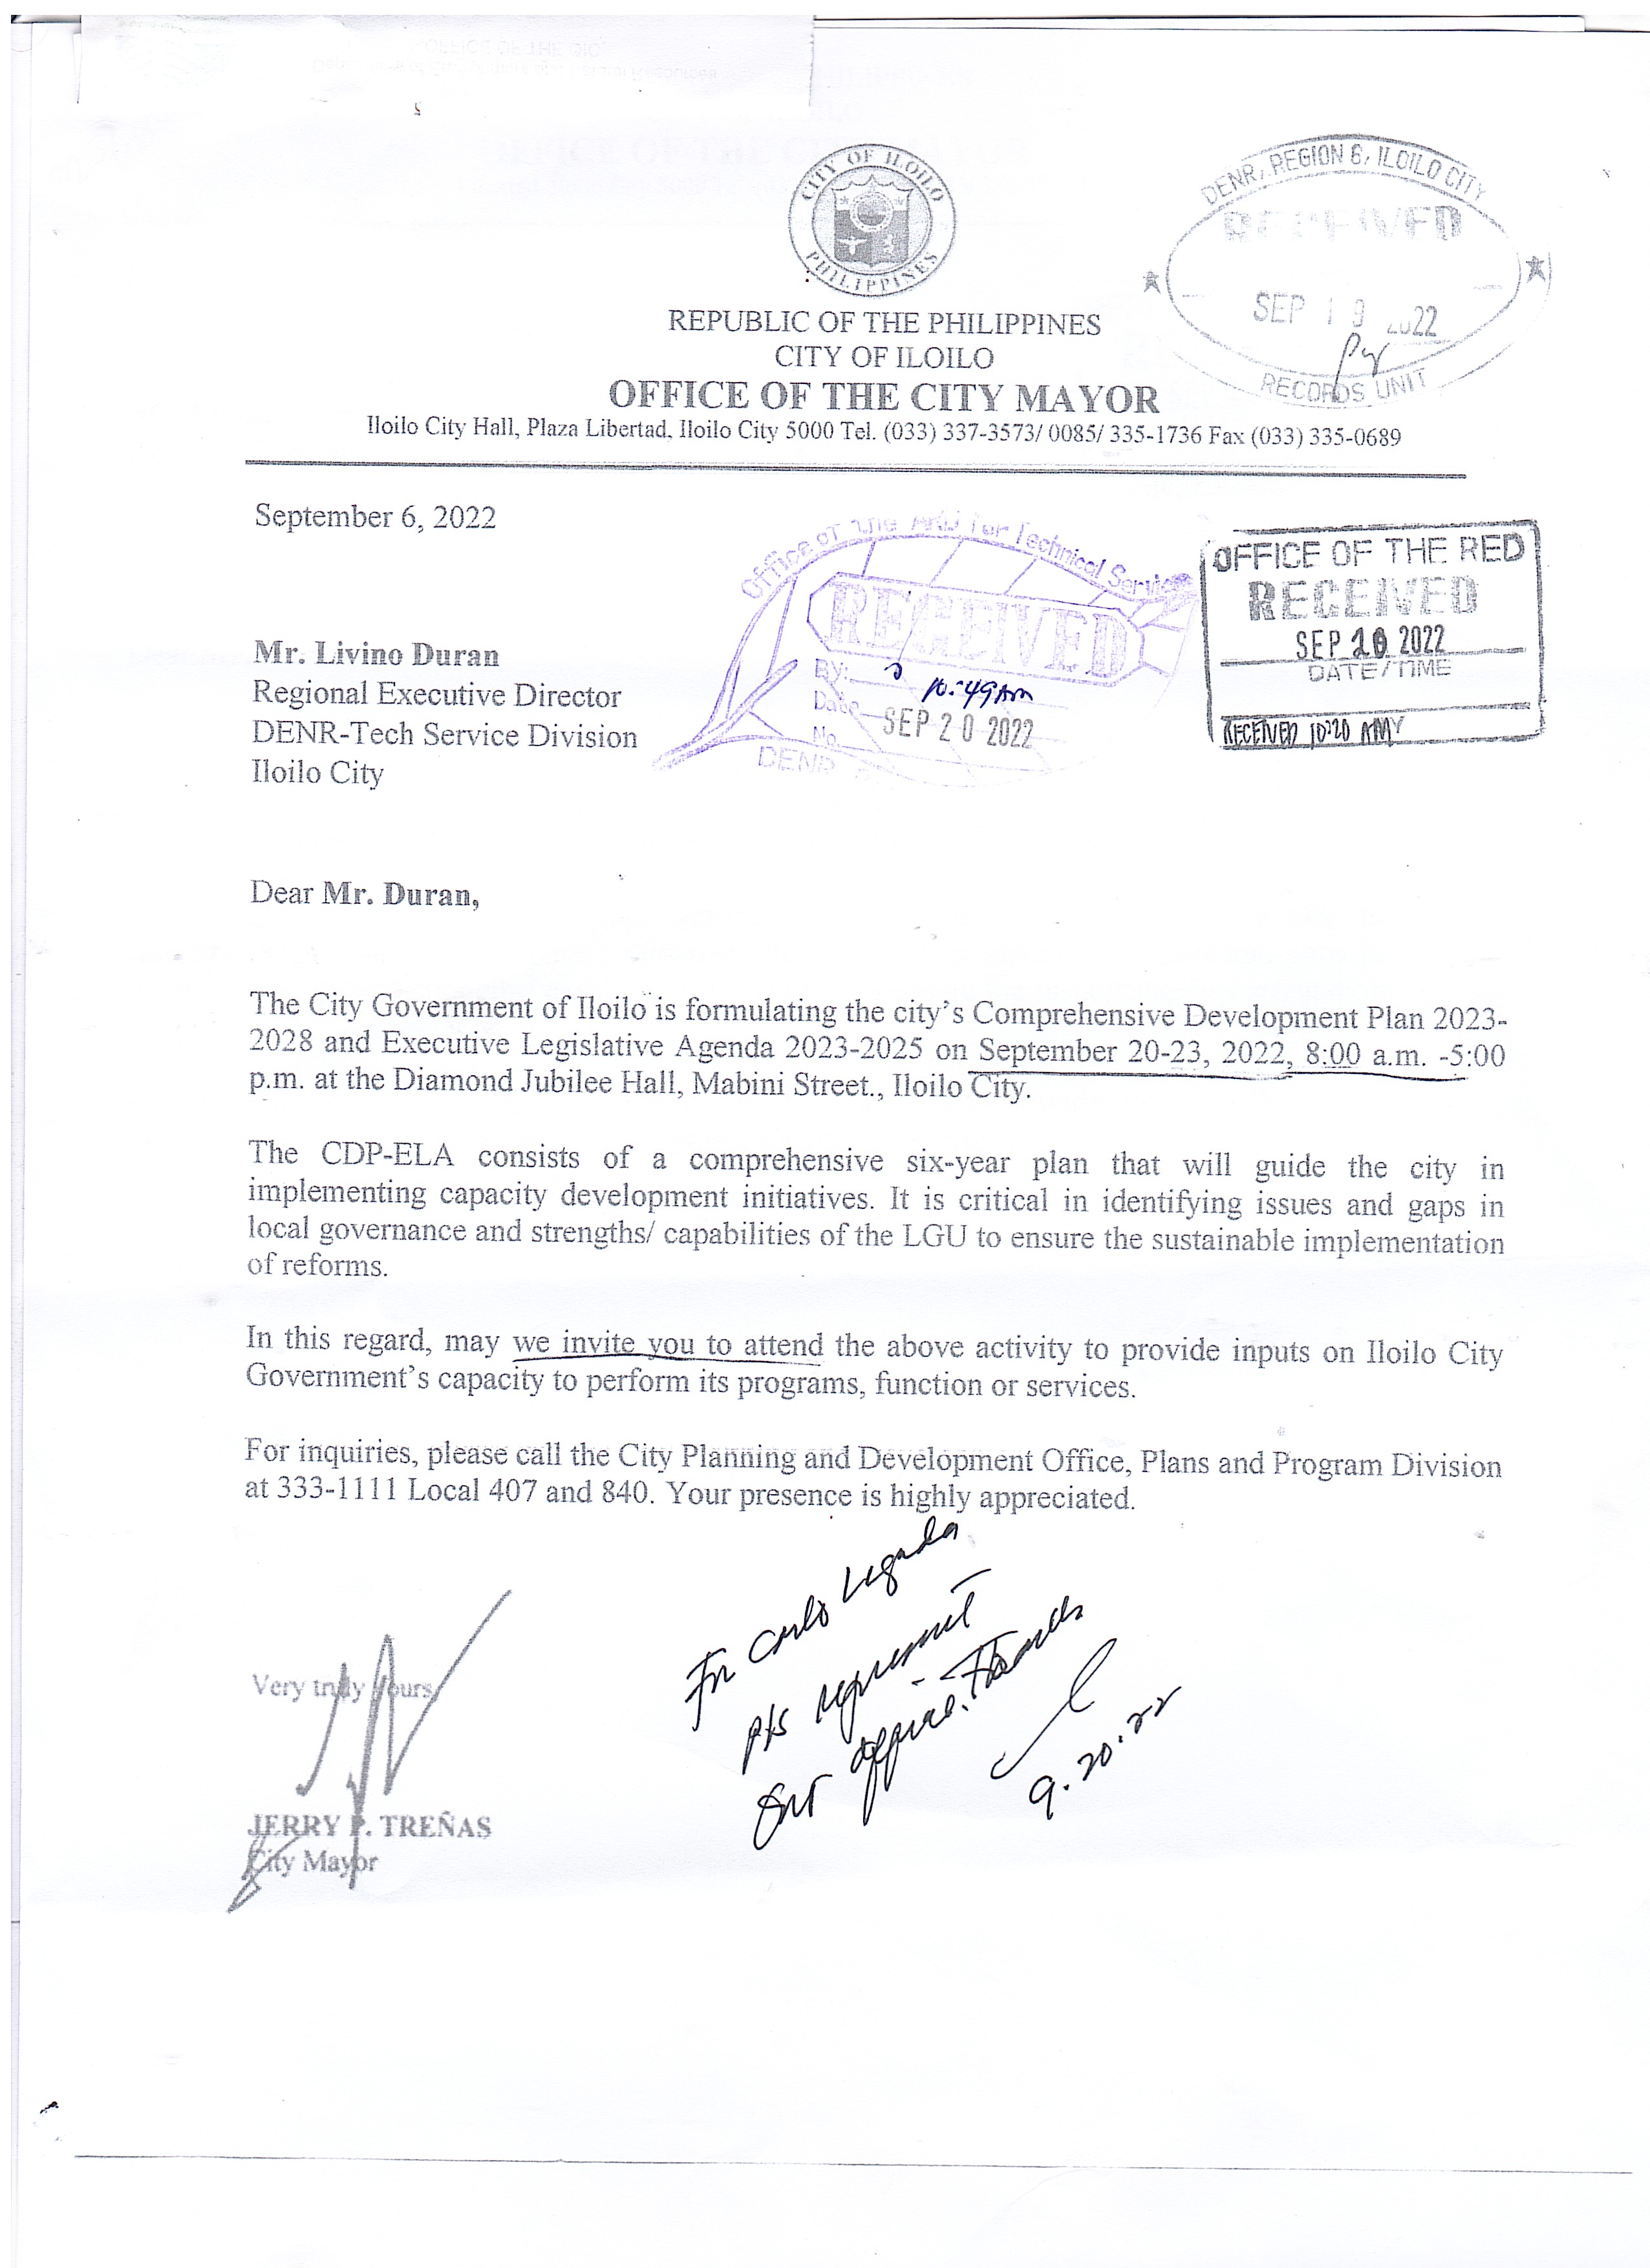 CITY OF ILOILO
PHILIPPINES
DENR, REGION 6, ILOILO CITY
RECEIVED
SEP 19 2022
RECORDS UNIT
REPUBLIC OF THE PHILIPPINES
CITY OF ILOILO
OFFICE OF THE CITY MAYOR
Iloilo City Hall, Plaza Libertad, Iloilo City 5000 Tel. (033) 337-3573/ 0085/ 335-1736 Fax (033) 335-0689
September 6, 2022
Office of the ARD for Technical Services
RECEIVED
By:
10:49am
Date
SEP 20 2022
No.
DENR
OFFICE OF THE RED
RECEIVED
SEP 20 2022
DATE/TIME
RECEIVED 10:20 AM
Mr. Livino Duran
Regional Executive Director
DENR-Tech Service Division
Iloilo City
Dear Mr. Duran,
The City Government of Iloilo is formulating the city's Comprehensive Development Plan 2023-
2028 and Executive Legislative Agenda 2023-2025 on September 20-23, 2022, 8:00 a.m. -5:00
p.m. at the Diamond Jubilee Hall, Mabini Street., Iloilo City.
The CDP-ELA consists of a comprehensive six-year plan that will guide the city in
implementing capacity development initiatives. It is critical in identifying issues and gaps in
local governance and strengths/ capabilities of the LGU to ensure the sustainable implementation
of reforms.
In this regard, may we invite you to attend the above activity to provide inputs on Iloilo City
Government's capacity to perform its programs, function or services.
For inquiries, please call the City Planning and Development Office, Plans and Program Division
at 333-1111 Local 407 and 840. Your presence is highly appreciated.
For Carlo Legada
pls represent
our office. Thanks
9.20.22
Very truly yours,
JERRY P. TREÑAS
City Mayor